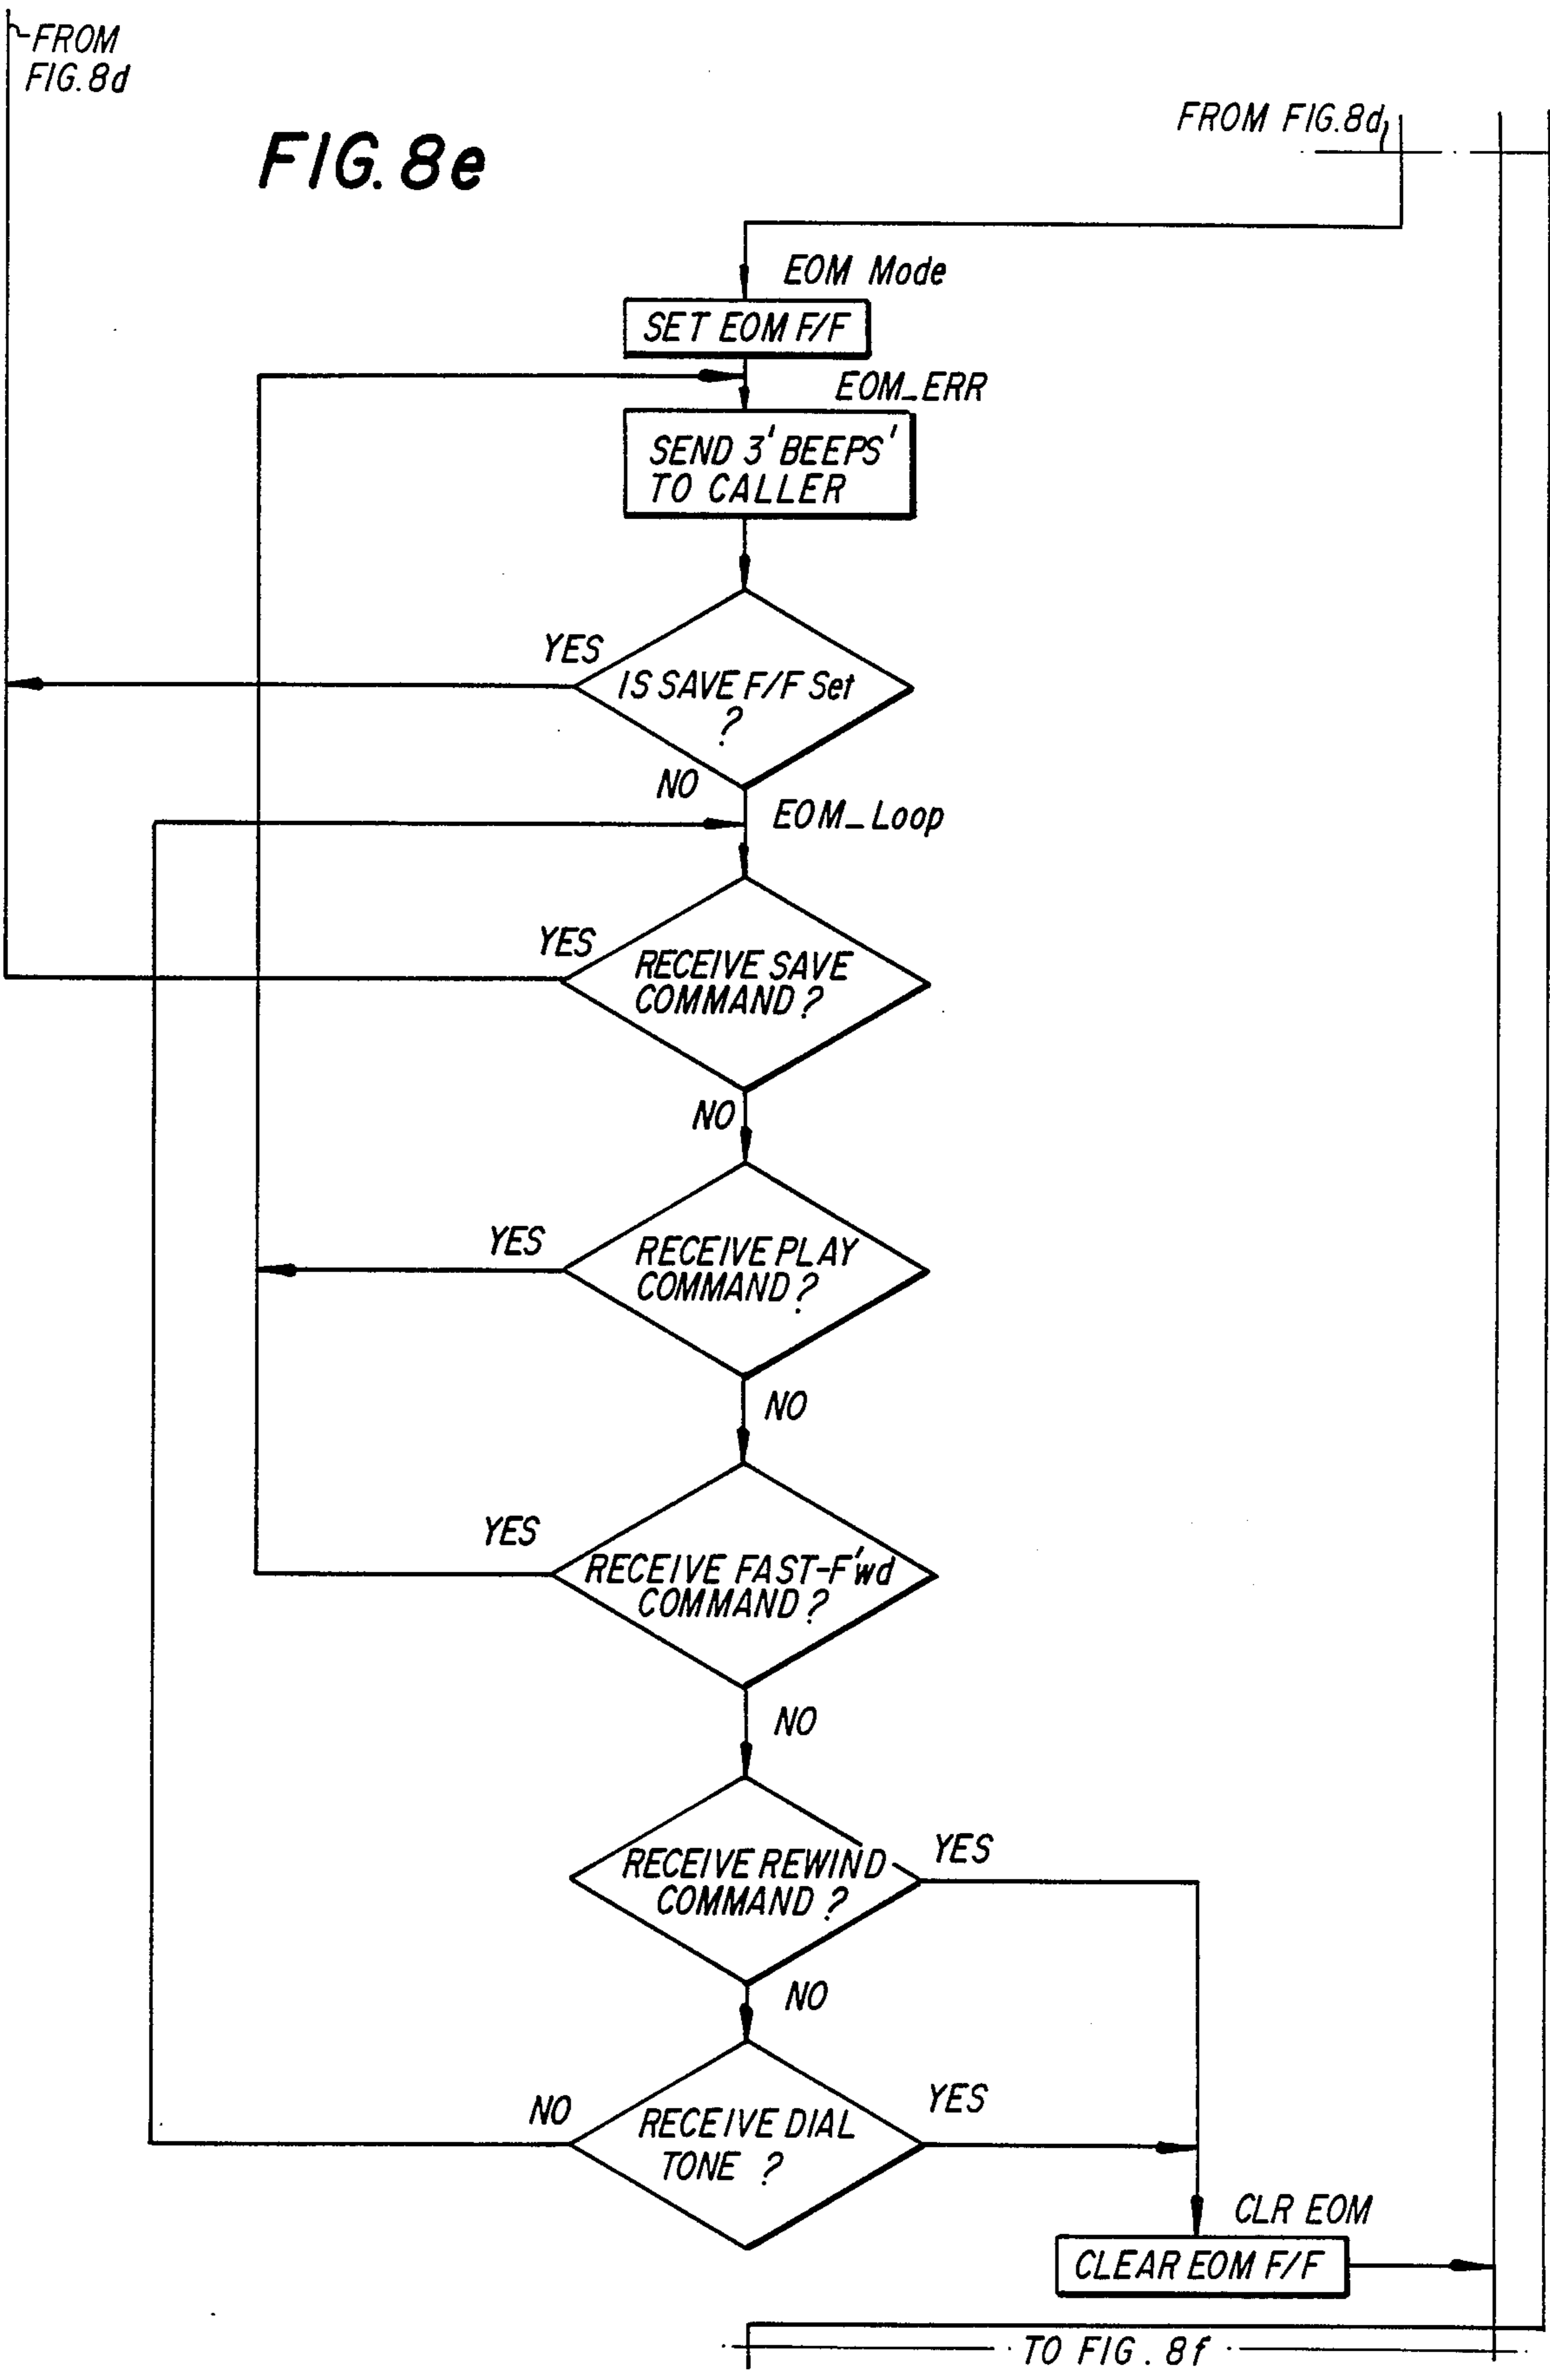 FROM
FIG. 8d
FROM FIG. 8d
FIG. 8e
EOM Mode
SET EOM F/F
EOM_ERR
SEND 3 'BEEPS'
TO CALLER
YES
IS SAVE F/F Set
?
NO
EOM_Loop
YES
RECEIVE SAVE
COMMAND?
NO
YES
RECEIVE PLAY
COMMAND?
NO
YES
RECEIVE FAST-F'wd
COMMAND?
NO
RECEIVE REWIND
COMMAND?
YES
NO
NO
RECEIVE DIAL
TONE ?
YES
CLR EOM
CLEAR EOM F/F
TO FIG. 8f